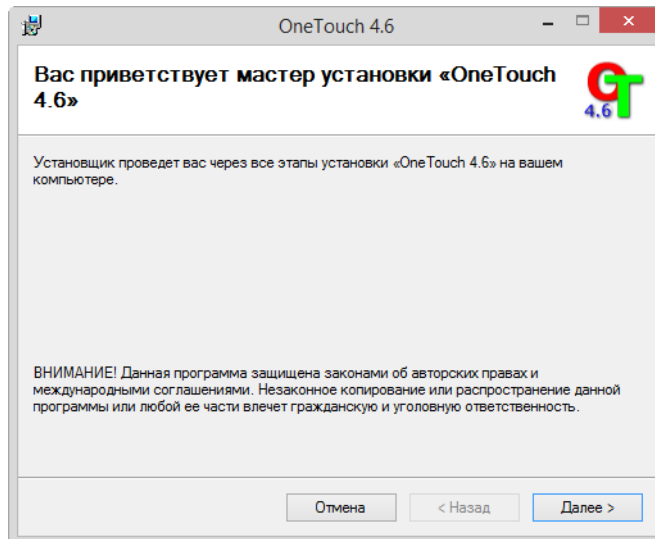 OneTouch 4.6
Вас приветствует мастер установки «OneTouch
4.6»
GT
4.6
Установщик проведет вас через все этапы установки «OneTouch 4.6» на вашем
компьютере.
ВНИМАНИЕ! Данная программа защищена законами об авторских правах и
международными соглашениями. Незаконное копирование или распространение данной
программы или любой ее части влечет гражданскую и уголовную ответственность.
Отмена
< Назад
Далее >